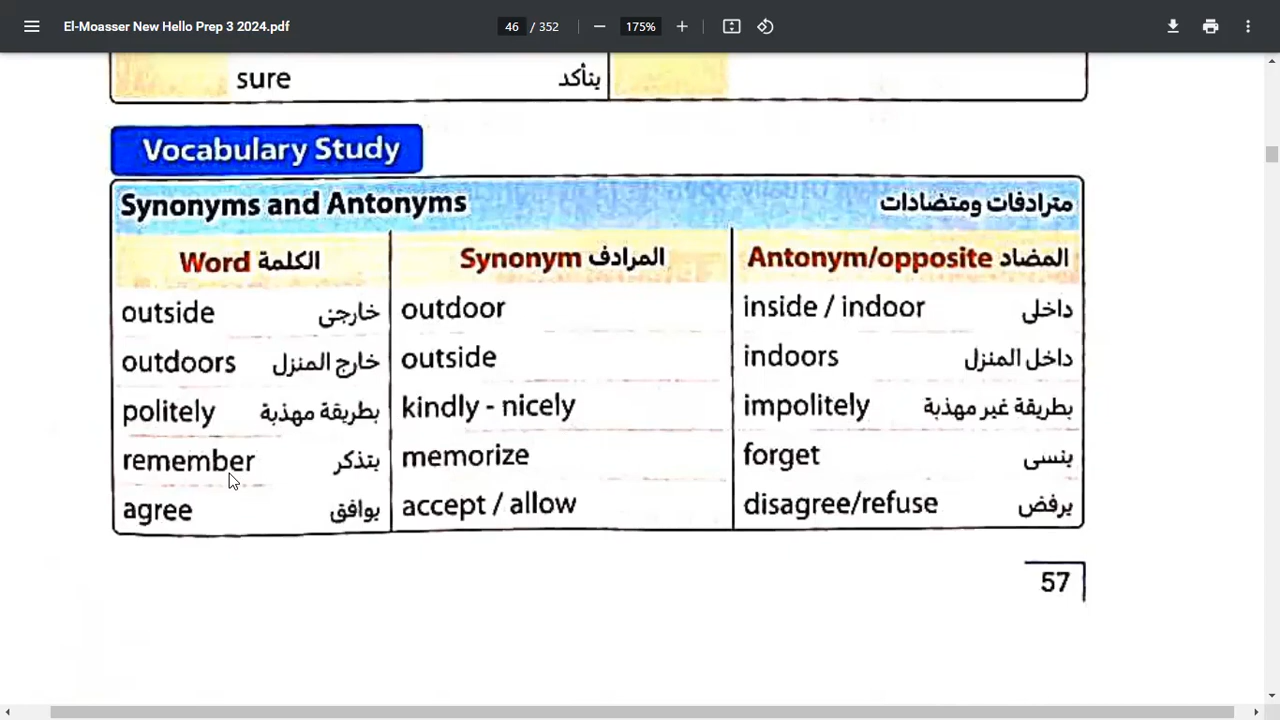 El-Moasser New Hello Prep 3 2024.pdf 46 / 352 175%
sure يتأكد
Vocabulary Study
Synonyms and Antonyms مترادفات ومتضادات
Word الكلمة Synonym المرادف Antonym/opposite المضاد
outside خارجى outdoor inside / indoor داخلى
outdoors خارج المنزل outside indoors داخل المنزل
politely بطريقة مهذبة kindly - nicely impolitely بطريقة غير مهذبة
remember يتذكر memorize forget ينسى
agree يوافق accept / allow disagree/refuse يرفض
57